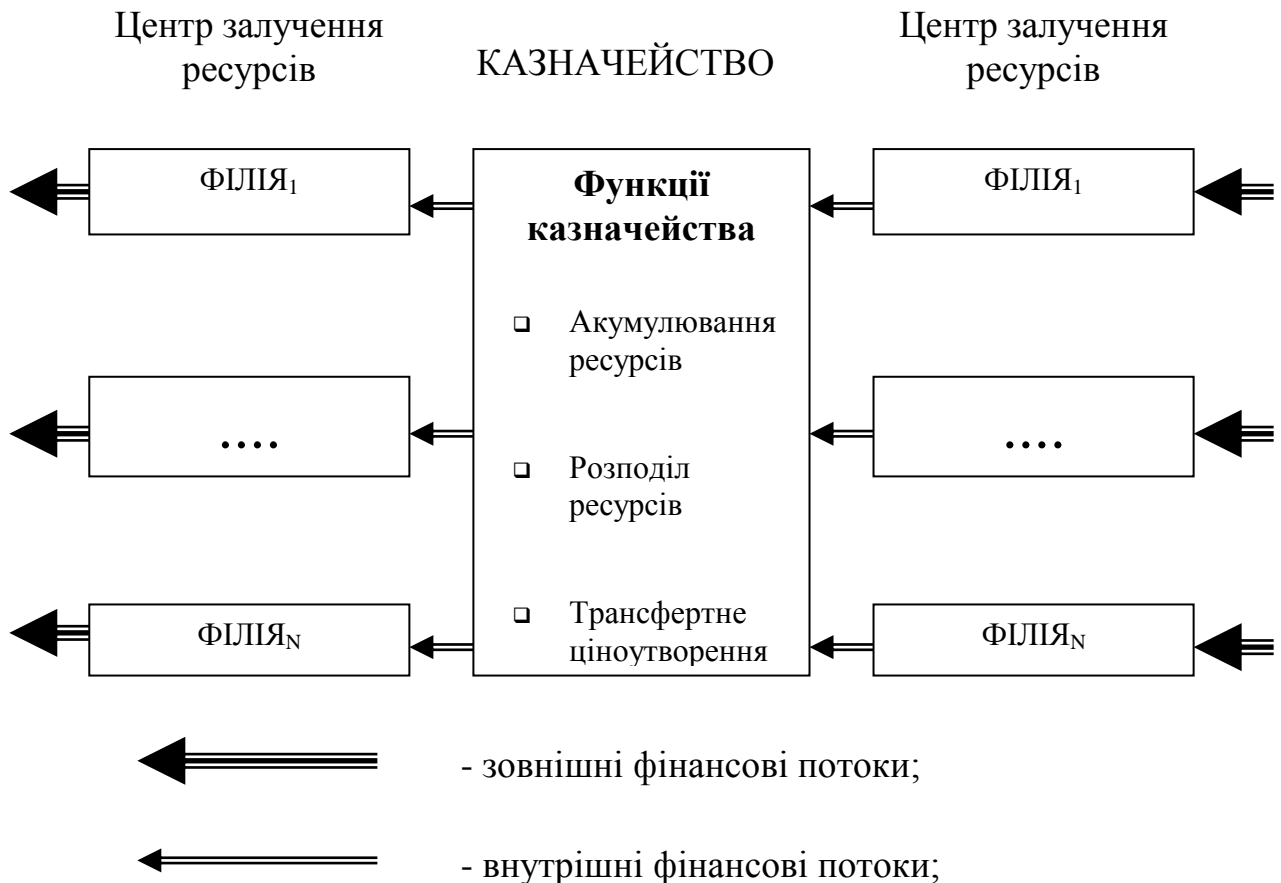 Центр залучення
ресурсів
КАЗНАЧЕЙСТВО
Центр залучення
ресурсів
ФІЛІЯ1
Функції
казначейства
ФІЛІЯ1
❑ Акумулювання
ресурсів
....
....
❑ Розподіл
ресурсів
ФІЛІЯN
❑ Трансфертне
ціноутворення
ФІЛІЯN
- зовнішні фінансові потоки;
- внутрішні фінансові потоки;